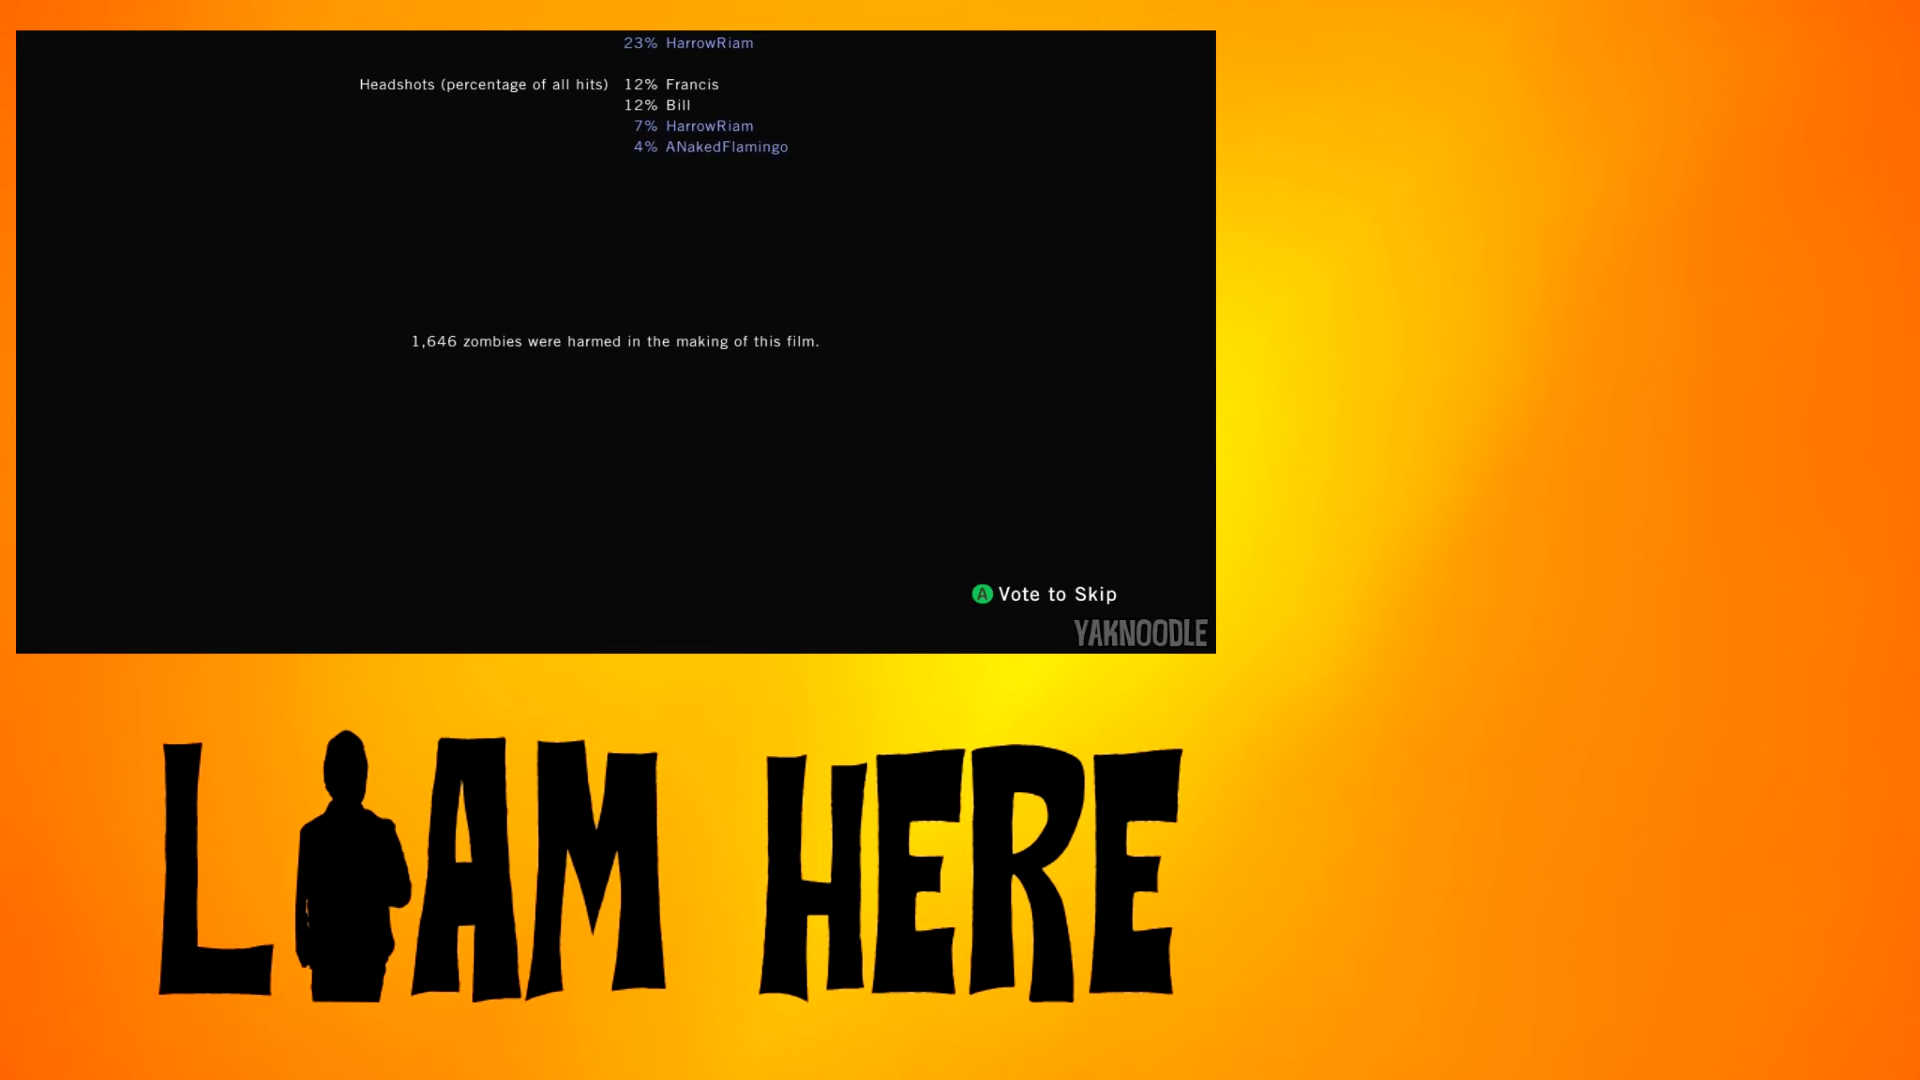 23% HarrowRiam
Headshots (percentage of all hits) 12% Francis
12% Bill
7% HarrowRiam
4% ANakedFlamingo
1,646 zombies were harmed in the making of this film.
A Vote to Skip
YAKNOODLE
LIAM HERE